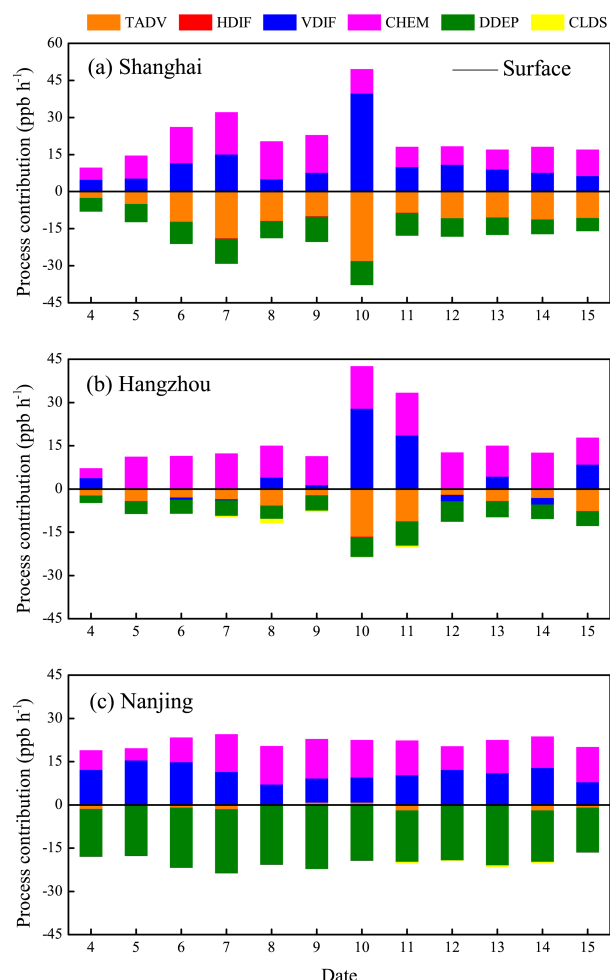 TADV HDIF VDIF CHEM DDEP CLDS
60
(a) Shanghai
Surface
45
30
15
0
-15
-30
-45
Process contribution (ppb h⁻¹)
4 5 6 7 8 9 10 11 12 13 14 15
45
(b) Hangzhou
30
15
0
-15
-30
-45
Process contribution (ppb h⁻¹)
4 5 6 7 8 9 10 11 12 13 14 15
45
(c) Nanjing
30
15
0
-15
-30
-45
Process contribution (ppb h⁻¹)
4 5 6 7 8 9 10 11 12 13 14 15
Date